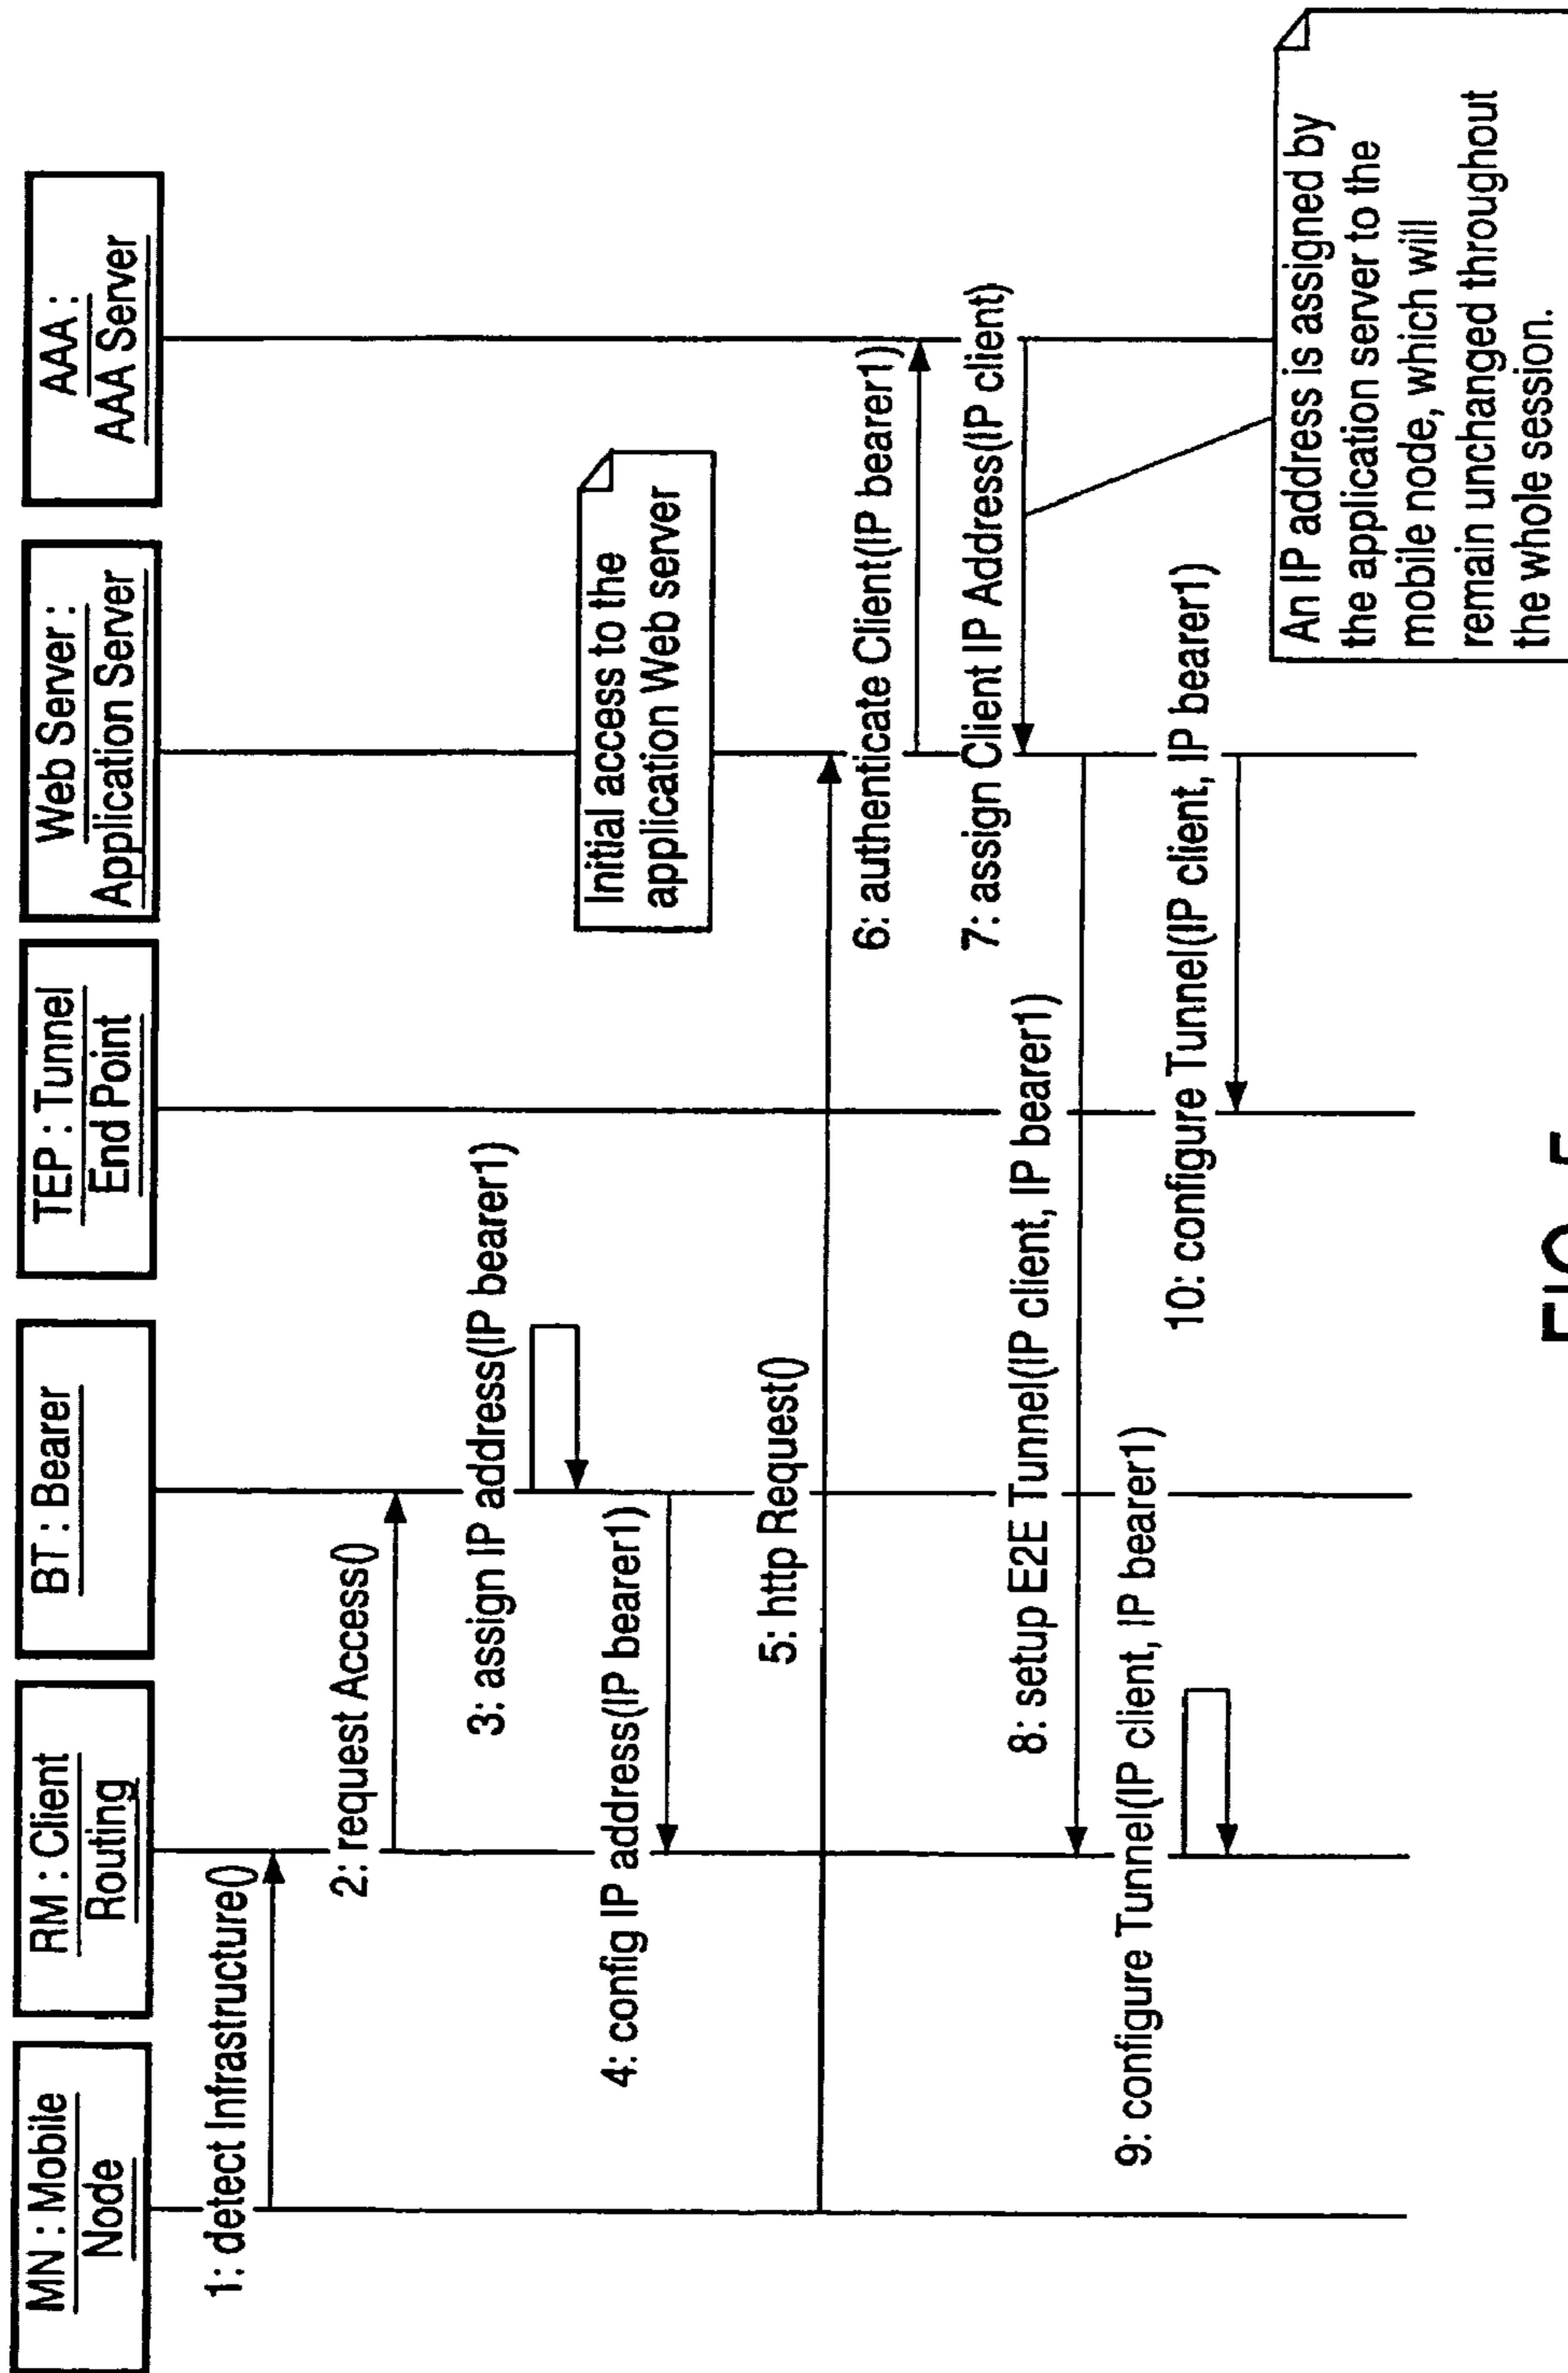 MN : Mobile
Node
RM : Client
Routing
BT : Bearer
TEP : Tunnel
End Point
Web Server :
Application Server
AAA :
AAA Server
1: detect Infrastructure()
2: request Access()
3: assign IP address(IP bearer1)
4: config IP address(IP bearer1)
Initial access to the
application Web server
5: http Request()
6: authenticate Client(IP bearer1)
7: assign Client IP Address(IP client)
8: setup E2E Tunnel(IP client, IP bearer1)
9: configure Tunnel(IP client, IP bearer1)
10: configure Tunnel(IP client, IP bearer1)
An IP address is assigned by
the application server to the
mobile node, which will
remain unchanged throughout
the whole session.